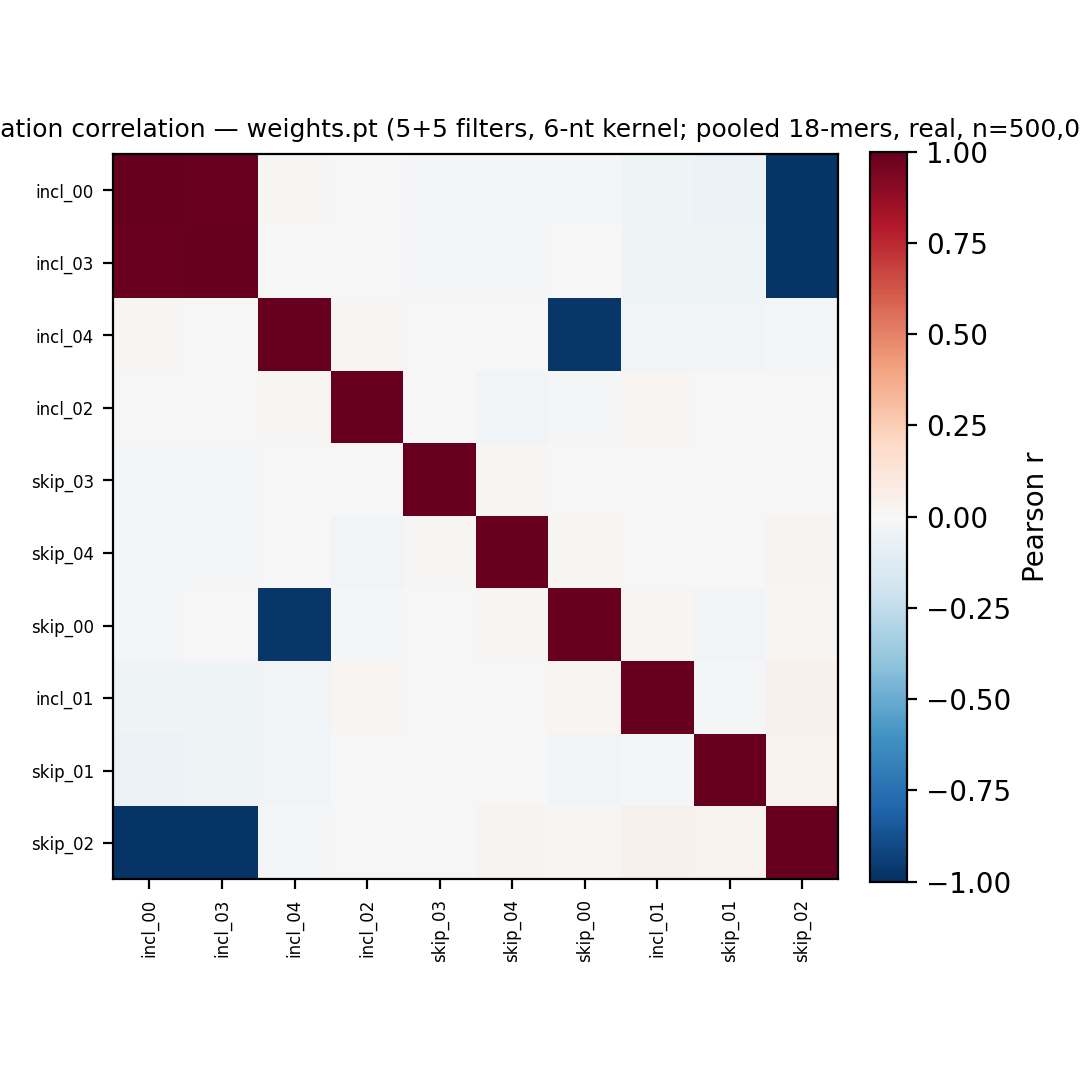 ation correlation — weights.pt (5+5 filters, 6-nt kernel; pooled 18-mers, real, n=500,0
incl_00
incl_03
incl_04
incl_02
skip_03
skip_04
skip_00
incl_01
skip_01
skip_02
incl_00
incl_03
incl_04
incl_02
skip_03
skip_04
skip_00
incl_01
skip_01
skip_02
1.00
0.75
0.50
0.25
0.00
−0.25
−0.50
−0.75
−1.00
Pearson r